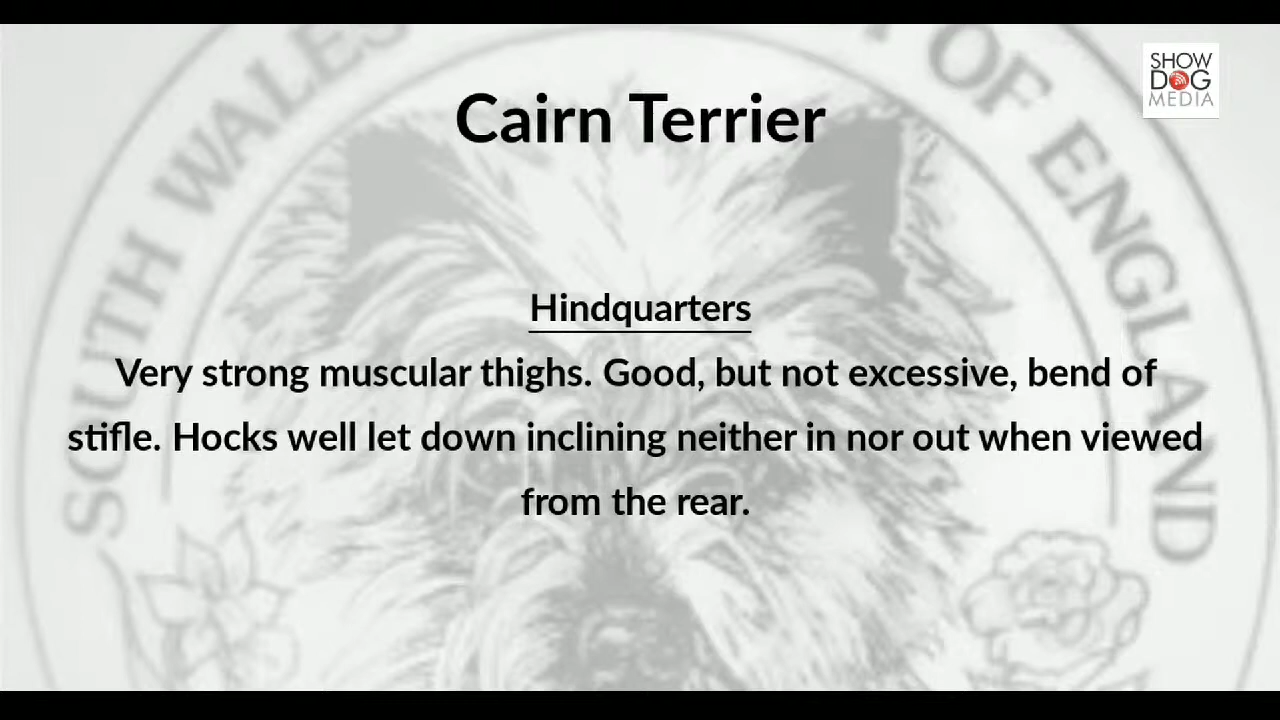 SHOW
DOG
MEDIA
Cairn Terrier
SOUTH WALES
OF ENGLAND
Hindquarters
Very strong muscular thighs. Good, but not excessive, bend of
stifle. Hocks well let down inclining neither in nor out when viewed
from the rear.